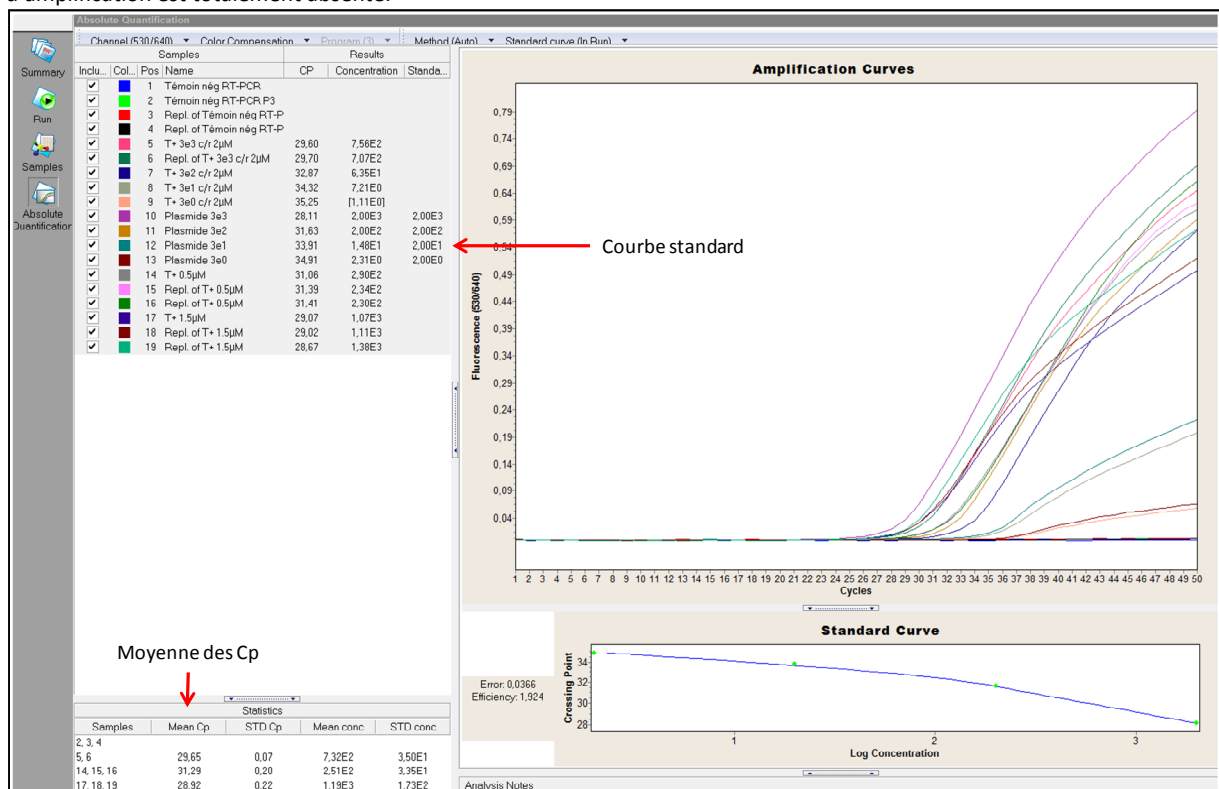 d'amplification est totalement absente.
Absolute Quantification
Channel (530/640) Color Compensation Program (3) Method (Auto) Standard curve (In Run)
Summary
Run
Samples
Absolute
Quantification
Samples Results
Inclu... Col... Pos Name CP Concentration Standa...
1 Témoin nég RT-PCR
2 Témoin nég RT-PCR P3
3 Repl. of Témoin nég RT-P
4 Repl. of Témoin nég RT-P
5 T+ 3e3 c/r 2µM 29,60 7,56E2
6 Repl. of T+ 3e3 c/r 2µM 29,70 7,07E2
7 T+ 3e2 c/r 2µM 32,87 6,35E1
8 T+ 3e1 c/r 2µM 34,32 7,21E0
9 T+ 3e0 c/r 2µM 35,25 [1,11E0]
10 Plasmide 3e3 28,11 2,00E3 2,00E3
11 Plasmide 3e2 31,63 2,00E2 2,00E2
12 Plasmide 3e1 33,91 1,48E1 2,00E1
13 Plasmide 3e0 34,91 2,31E0 2,00E0
14 T+ 0.5µM 31,06 2,90E2
15 Repl. of T+ 0.5µM 31,39 2,34E2
16 Repl. of T+ 0.5µM 31,41 2,30E2
17 T+ 1.5µM 29,07 1,07E3
18 Repl. of T+ 1.5µM 29,02 1,11E3
19 Repl. of T+ 1.5µM 28,67 1,38E3
Courbe standard
Amplification Curves
0,79
0,74
0,69
0,64
0,59
0,54
0,49
0,44
0,39
0,34
0,29
0,24
0,19
0,14
0,09
0,04
Fluorescence (530/640)
1 2 3 4 5 6 7 8 9 10 11 12 13 14 15 16 17 18 19 20 21 22 23 24 25 26 27 28 29 30 31 32 33 34 35 36 37 38 39 40 41 42 43 44 45 46 47 48 49 50
Cycles
Moyenne des Cp
Statistics
Samples Mean Cp STD Cp Mean conc STD conc
2, 3, 4
5, 6 29,65 0,07 7,32E2 3,50E1
14, 15, 16 31,29 0,20 2,51E2 3,35E1
17, 18, 19 28,92 0,22 1,19E3 1,73E2
Standard Curve
Error: 0,0366
Efficiency: 1,924
Crossing Point
34
32
30
28
1 2 3
Log Concentration
Analysis Notes